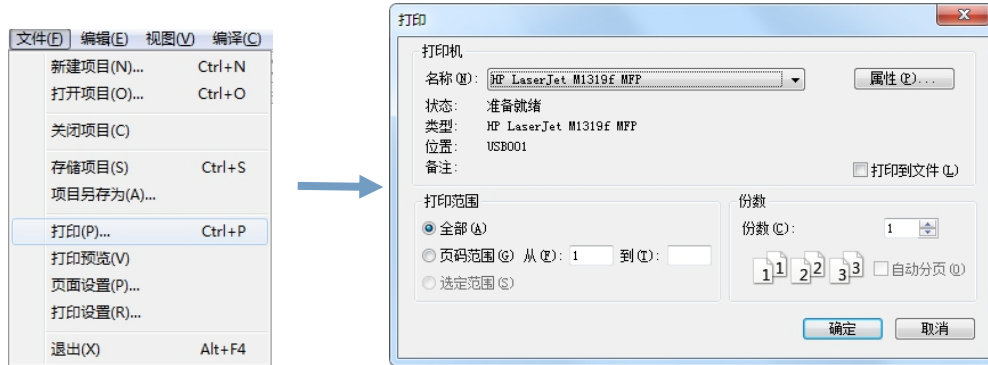 文件(F) 编辑(E) 视图(V) 编译(C)
新建项目(N)... Ctrl+N
打开项目(O)... Ctrl+O
关闭项目(C)
存储项目(S) Ctrl+S
项目另存为(A)...
打印(P)... Ctrl+P
打印预览(V)
页面设置(P)...
打印设置(R)...
退出(X) Alt+F4
打印
打印机
名称(N): HP LaserJet M1319f MFP 属性(P)...
状态: 准备就绪
类型: HP LaserJet M1319f MFP
位置: USB001
备注:
打印到文件(L)
打印范围
全部(A)
页码范围(G) 从(F): 1 到(T):
选定范围(S)
份数
份数(C): 1
11 22 33 自动分页(O)
确定 取消